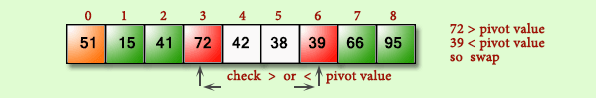 0 1 2 3 4 5 6 7 8
51 15 41 72 42 38 39 66 95
72 > pivot value
39 < pivot value
so swap
check > or < pivot value